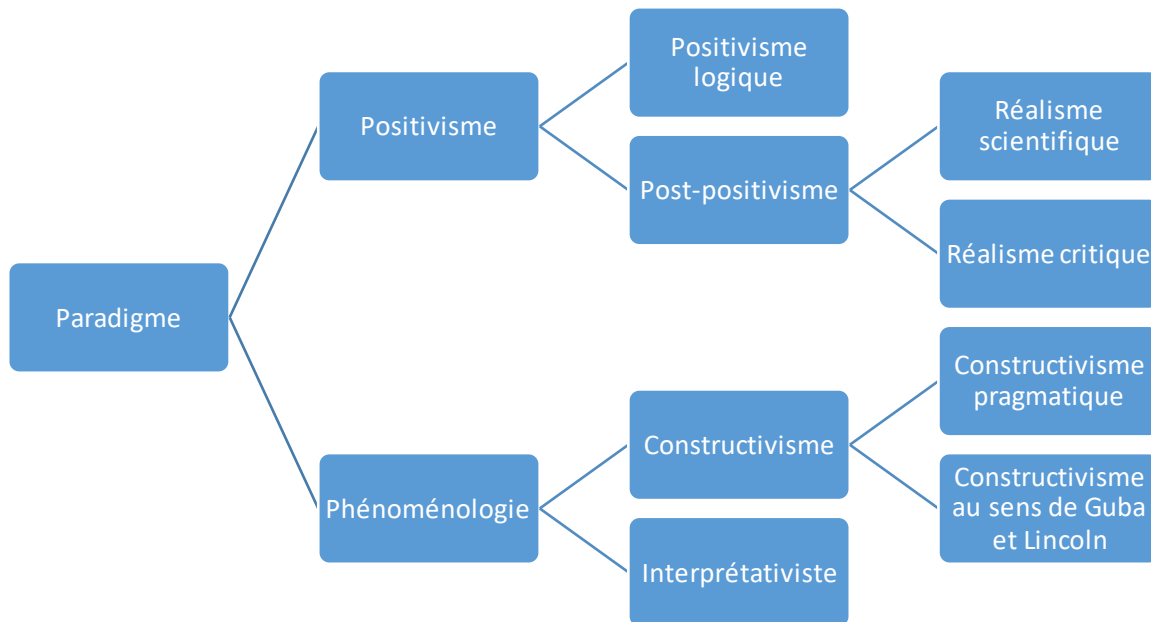 Paradigme
Positivisme
Positivisme
logique
Post-positivisme
Réalisme
scientifique
Réalisme critique
Phénoménologie
Constructivisme
Constructivisme
pragmatique
Constructivisme
au sens de Guba
et Lincoln
Interprétativiste